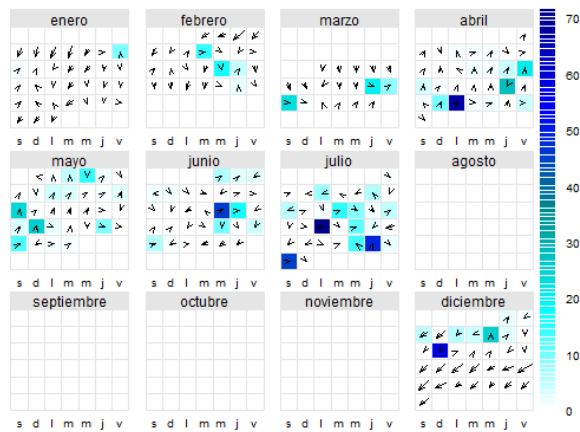 enero febrero marzo abril
s d l m m j v s d l m m j v s d l m m j v s d l m m j v
mayo junio julio agosto
s d l m m j v s d l m m j v s d l m m j v s d l m m j v
septiembre octubre noviembre diciembre
s d l m m j v s d l m m j v s d l m m j v s d l m m j v
70
60
50
40
30
20
10
0